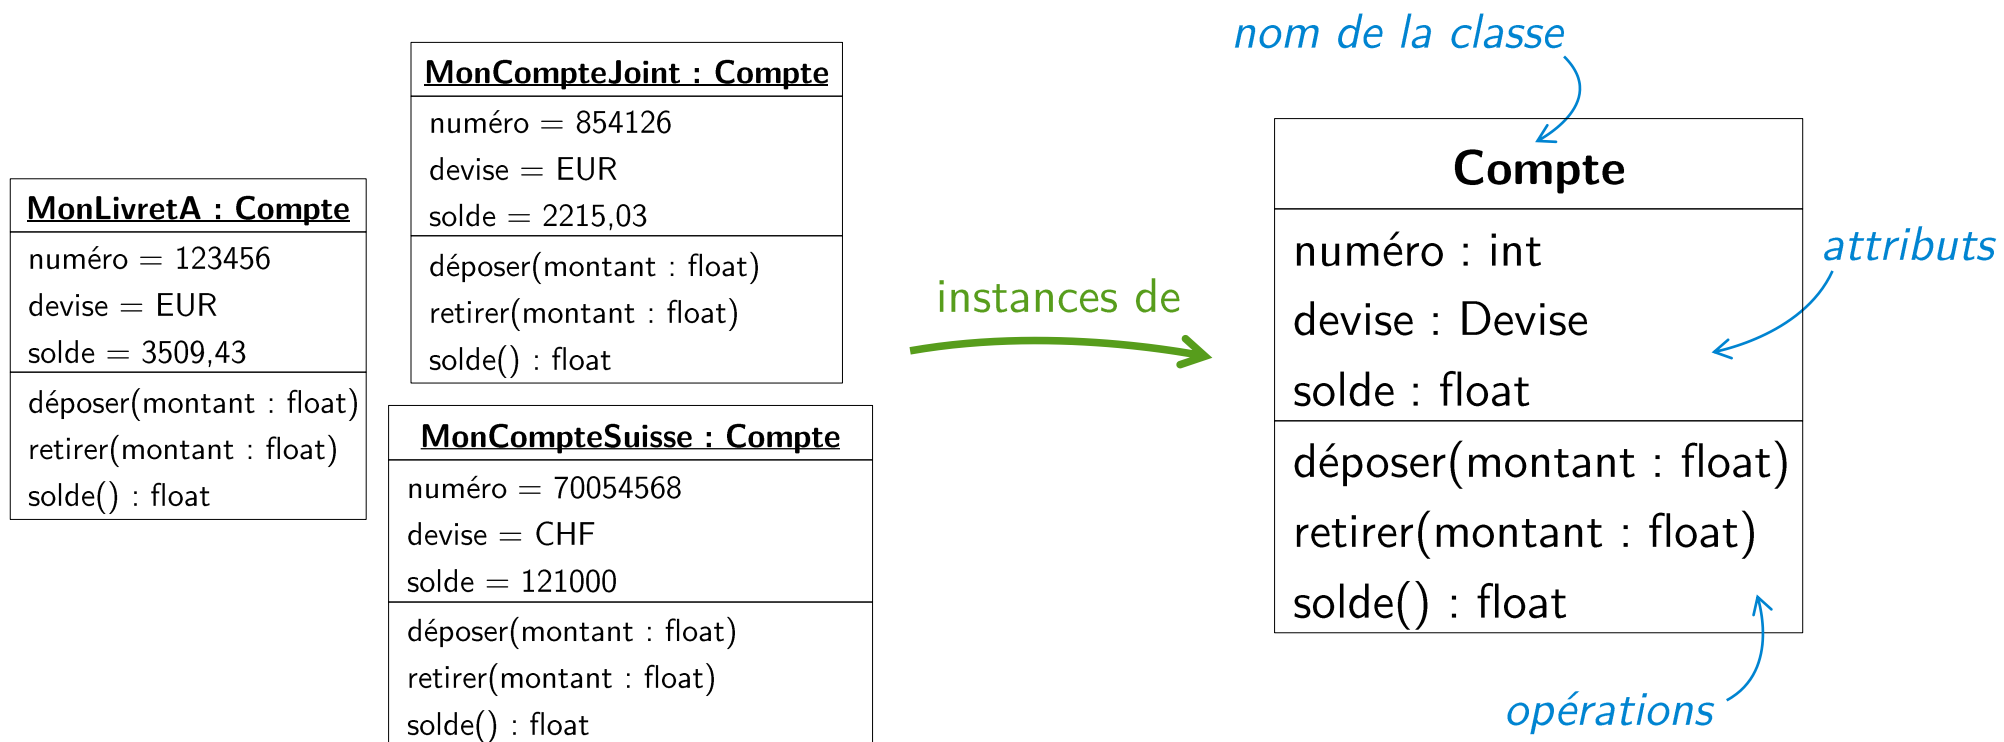 MonLivretA : Compte
numéro = 123456
devise = EUR
solde = 3509,43
déposer(montant : float)
retirer(montant : float)
solde() : float
MonCompteJoint : Compte
numéro = 854126
devise = EUR
solde = 2215,03
déposer(montant : float)
retirer(montant : float)
solde() : float
MonCompteSuisse : Compte
numéro = 70054568
devise = CHF
solde = 121000
déposer(montant : float)
retirer(montant : float)
solde() : float
instances de
nom de la classe
Compte
numéro : int
devise : Devise
solde : float
attributs
déposer(montant : float)
retirer(montant : float)
solde() : float
opérations